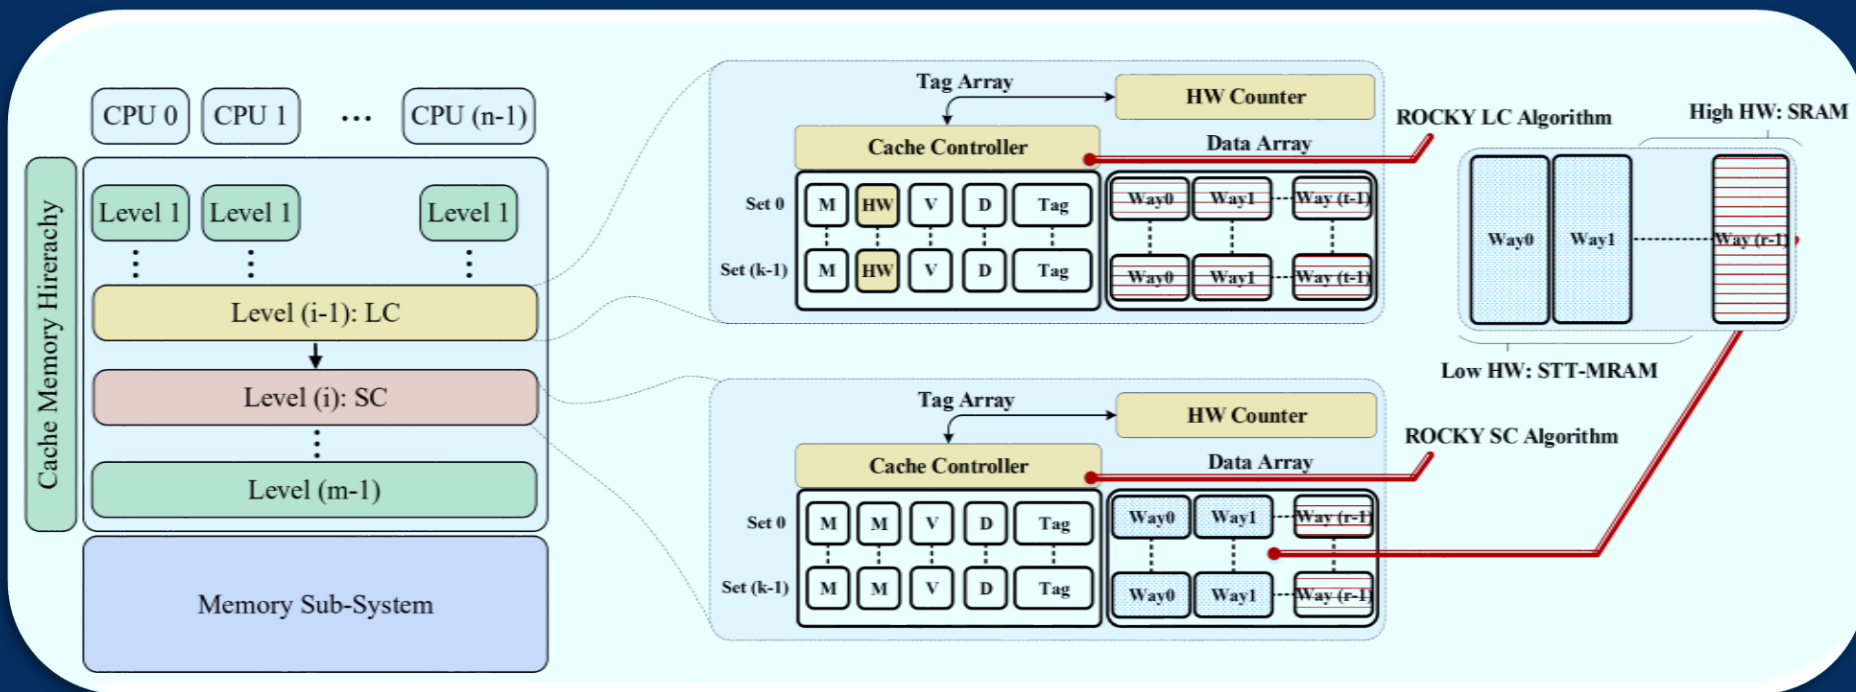 CPU 0
CPU 1
...
CPU (n-1)
Cache Memory Hirerachy
Level 1
Level 1
Level 1
Level (i-1): LC
Level (i): SC
Level (m-1)
Memory Sub-System
Tag Array
HW Counter
Cache Controller
Data Array
ROCKY LC Algorithm
Set 0
M
HW
V
D
Tag
Way0
Way1
Way (t-1)
Set (k-1)
M
HW
V
D
Tag
Way0
Way1
Way (t-1)
High HW: SRAM
Way0
Way1
Way (r-1)
Low HW: STT-MRAM
Tag Array
HW Counter
Cache Controller
Data Array
ROCKY SC Algorithm
Set 0
M
M
V
D
Tag
Way0
Way1
Way (r-1)
Set (k-1)
M
M
V
D
Tag
Way0
Way1
Way (r-1)